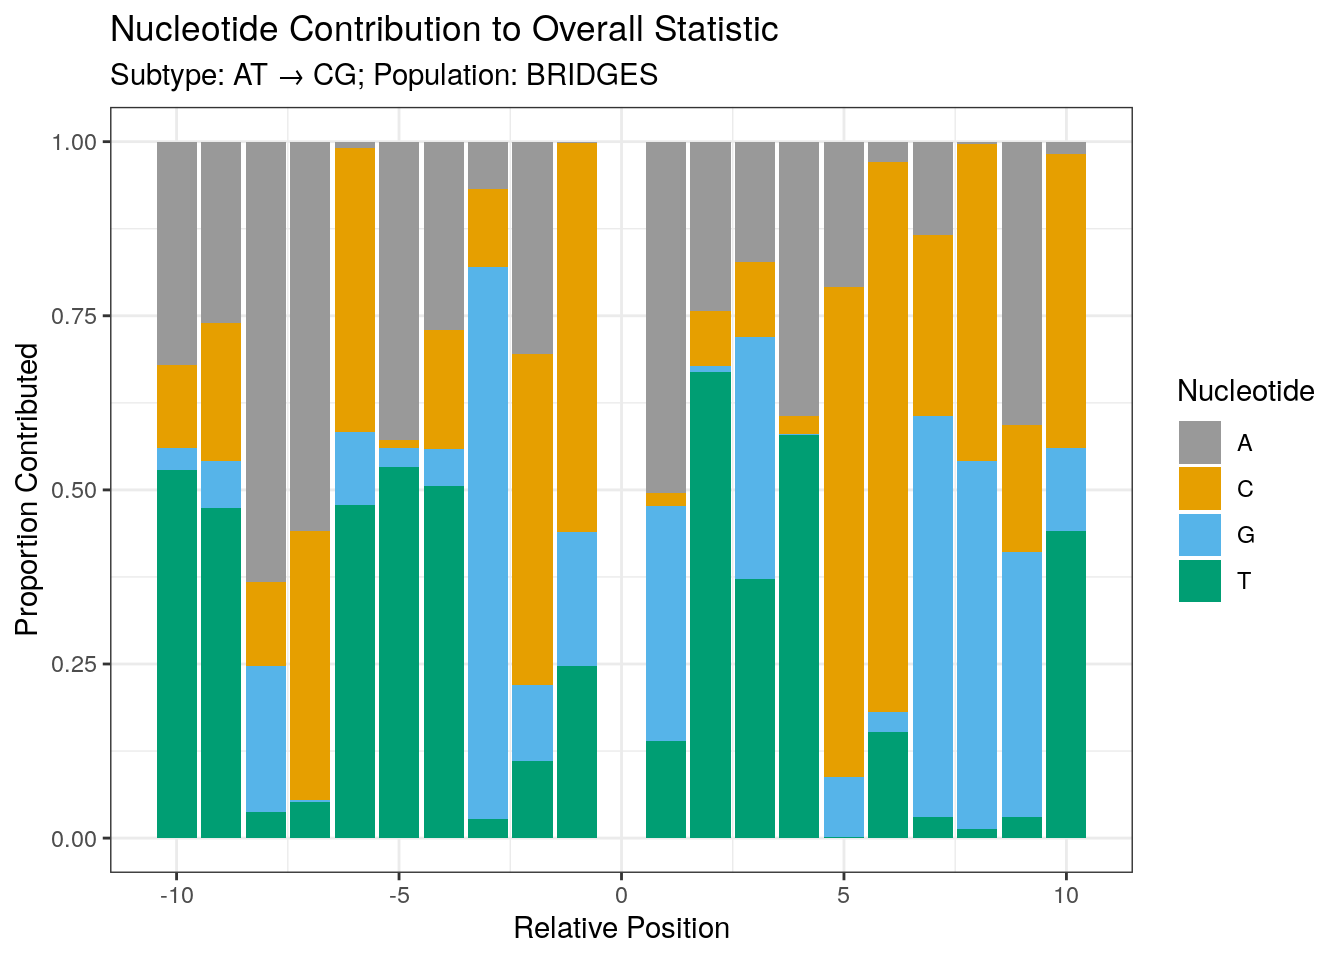 Nucleotide Contribution to Overall Statistic
Subtype: AT → CG; Population: BRIDGES
1.00
0.75
0.50
0.25
0.00
Proportion Contributed
-10
-5
0
5
10
Relative Position
Nucleotide
A
C
G
T